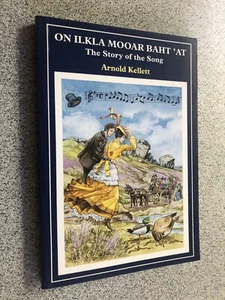 ON ILKLA MOOAR BAHT 'AT
The Story of the Song
Arnold Kellett